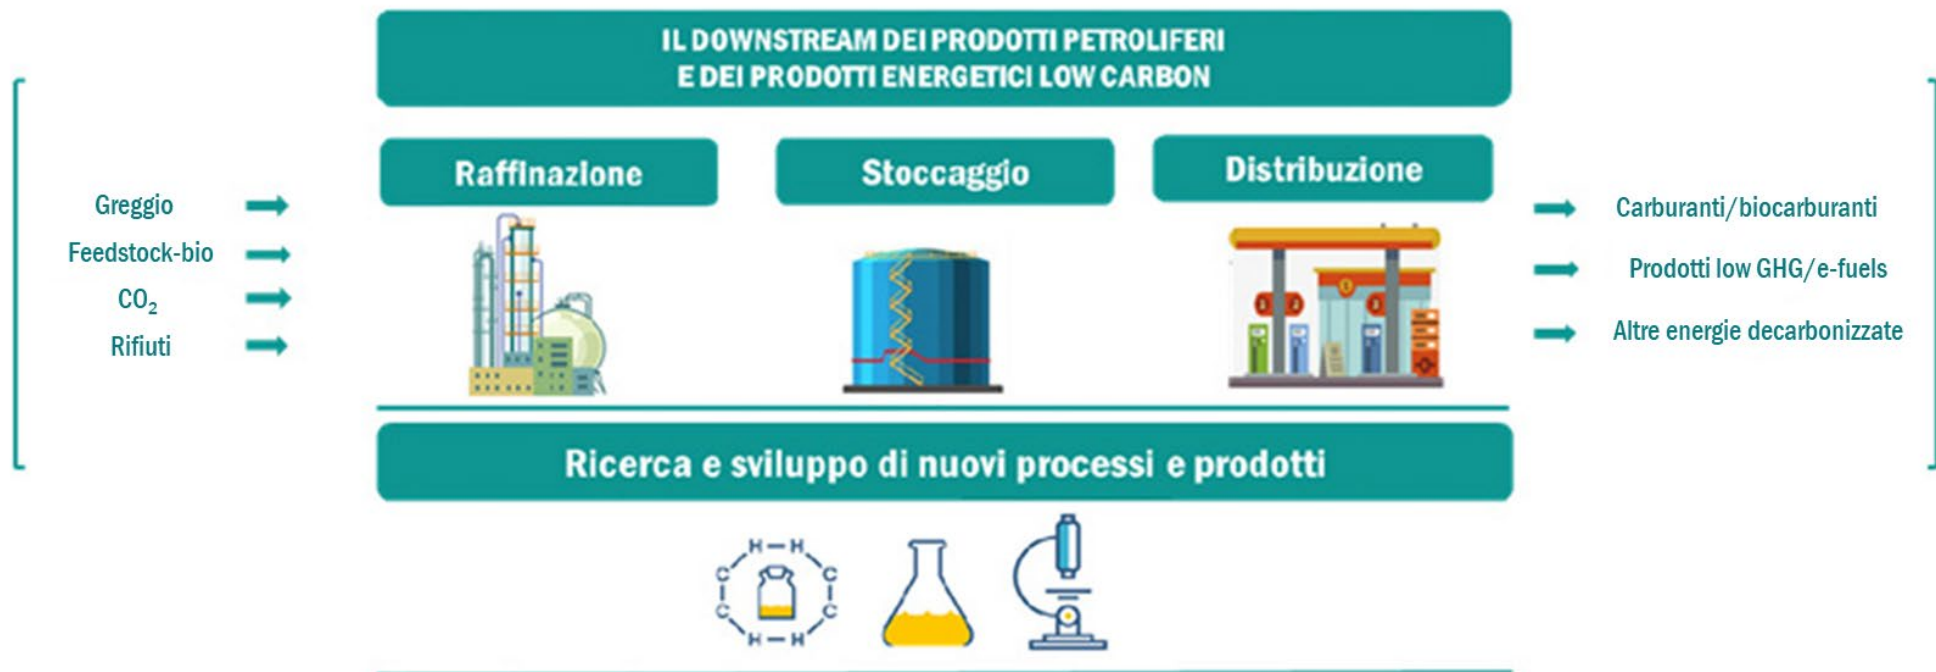 IL DOWNSTREAM DEI PRODOTTI PETROLIFERI
E DEI PRODOTTI ENERGETICI LOW CARBON
Raffinazione
Stoccaggio
Distribuzione
Greggio
Feedstock-bio
CO₂
Rifiuti
Carburanti/biocarburanti
Prodotti low GHG/e-fuels
Altre energie decarbonizzate
Ricerca e sviluppo di nuovi processi e prodotti
H H
C C
C C
H H